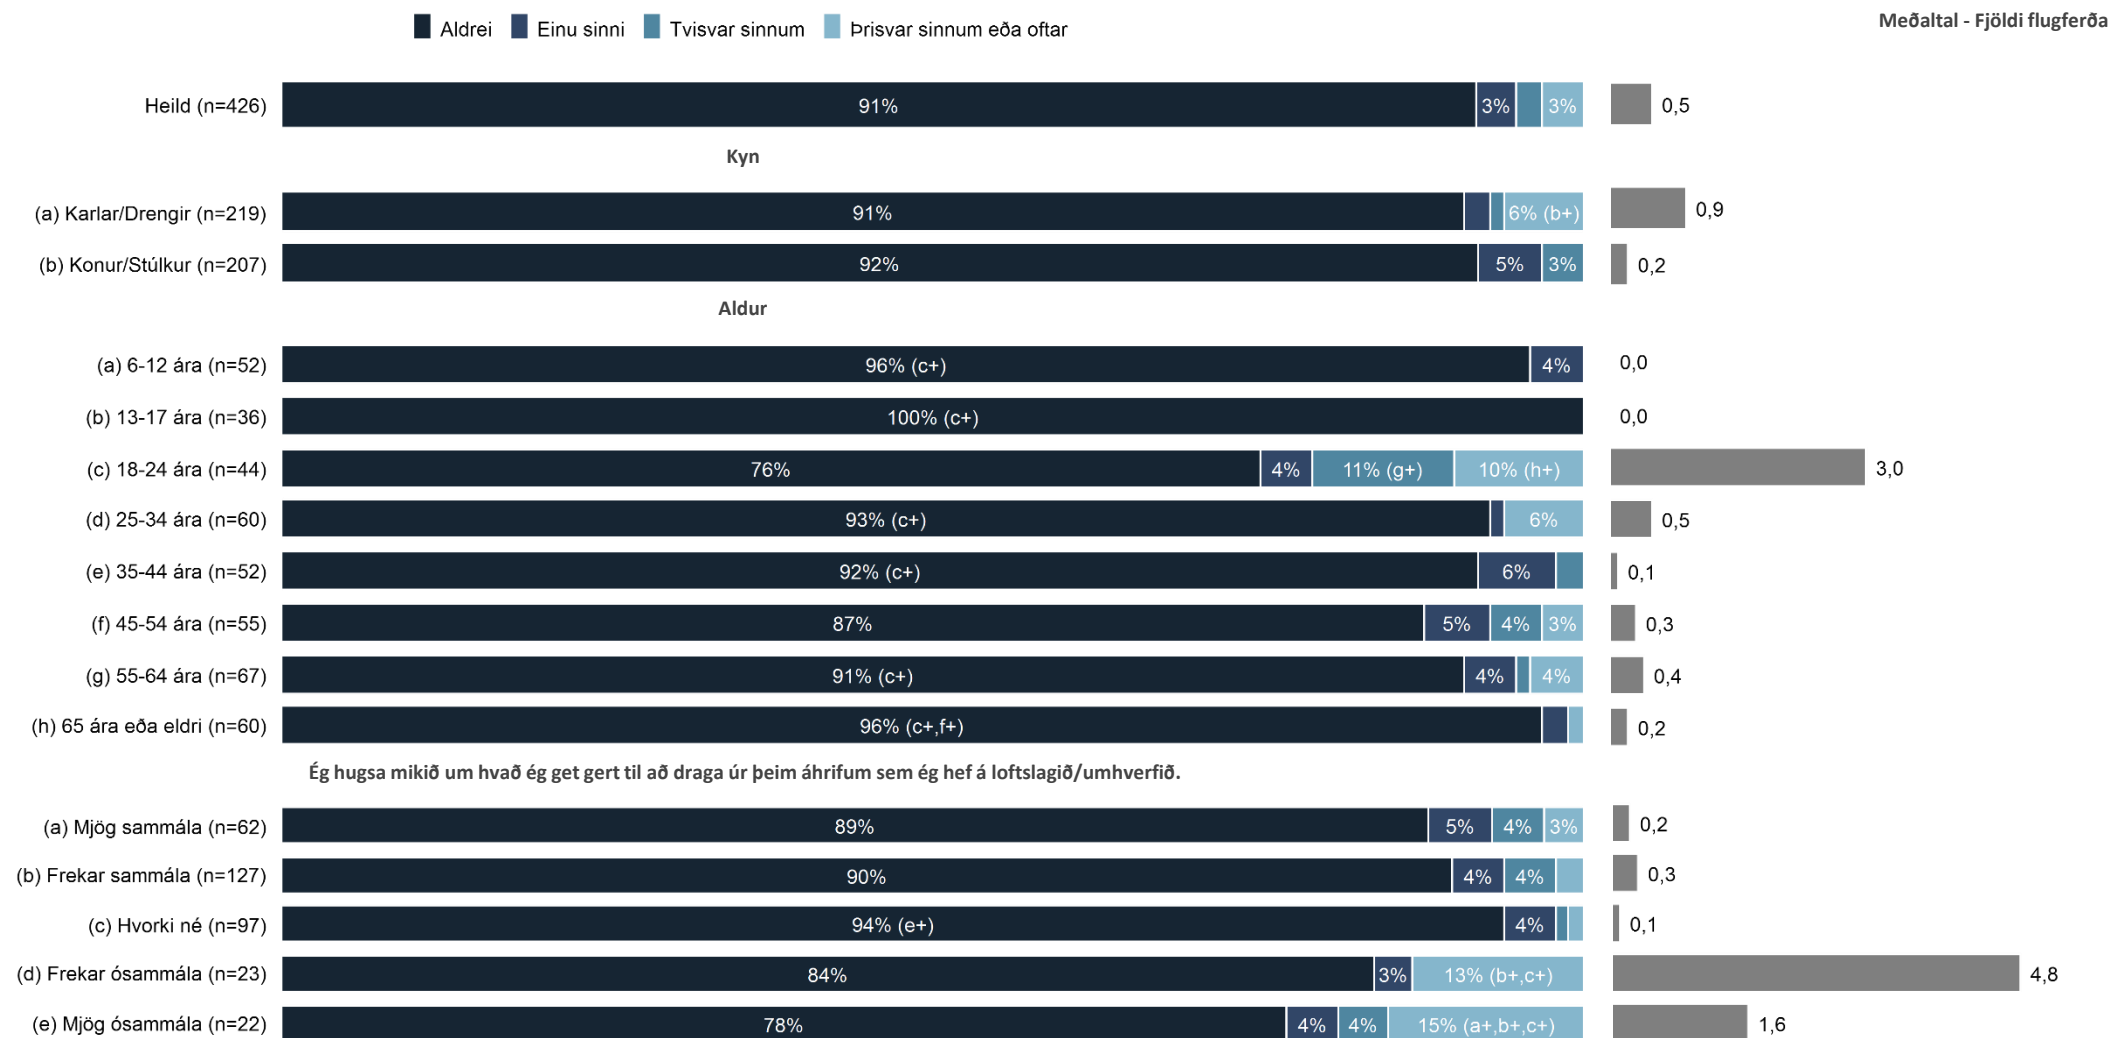 Aldrei Einu sinni Tvisvar sinnum Þrisvar sinnum eða oftar
Meðaltal - Fjöldi flugferða
Heild (n=426) 91% 3% 3% 0,5
Kyn
(a) Karlar/Drengir (n=219) 91% 6% (b+) 0,9
(b) Konur/Stúlkur (n=207) 92% 5% 3% 0,2
Aldur
(a) 6-12 ára (n=52) 96% (c+) 4% 0,0
(b) 13-17 ára (n=36) 100% (c+) 0,0
(c) 18-24 ára (n=44) 76% 4% 11% (g+) 10% (h+) 3,0
(d) 25-34 ára (n=60) 93% (c+) 6% 0,5
(e) 35-44 ára (n=52) 92% (c+) 6% 0,1
(f) 45-54 ára (n=55) 87% 5% 4% 3% 0,3
(g) 55-64 ára (n=67) 91% (c+) 4% 4% 0,4
(h) 65 ára eða eldri (n=60) 96% (c+,f+) 0,2
Ég hugsa mikið um hvað ég get gert til að draga úr þeim áhrifum sem ég hef á loftslagið/umhverfið.
(a) Mjög sammála (n=62) 89% 5% 4% 3% 0,2
(b) Frekar sammála (n=127) 90% 4% 4% 0,3
(c) Hvorki né (n=97) 94% (e+) 4% 0,1
(d) Frekar ósammála (n=23) 84% 3% 13% (b+,c+) 4,8
(e) Mjög ósammála (n=22) 78% 4% 4% 15% (a+,b+,c+) 1,6